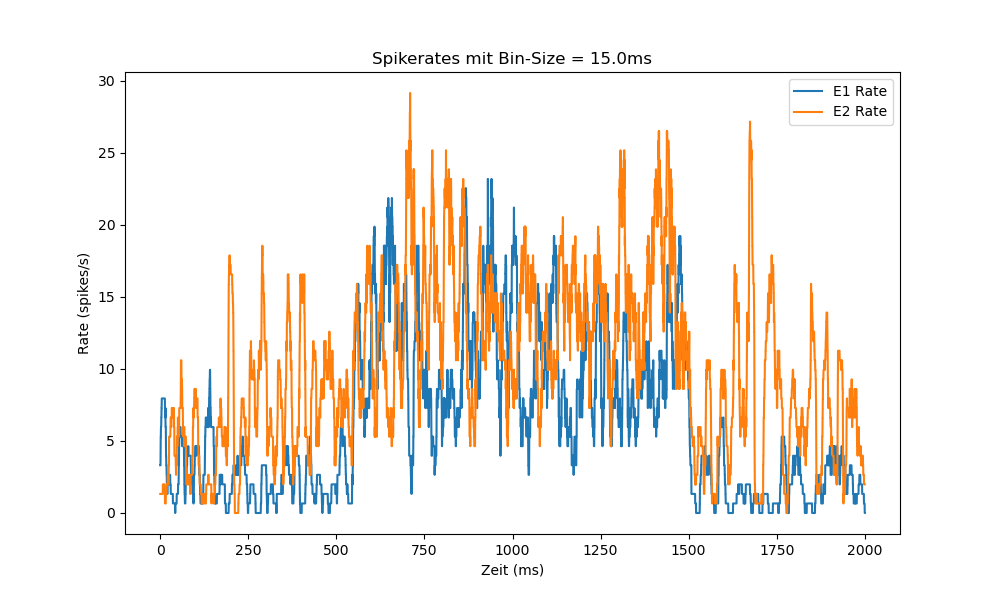 Spikerates mit Bin-Size = 15.0ms
E1 Rate
E2 Rate
Rate (spikes/s)
30
25
20
15
10
5
0
0 250 500 750 1000 1250 1500 1750 2000
Zeit (ms)